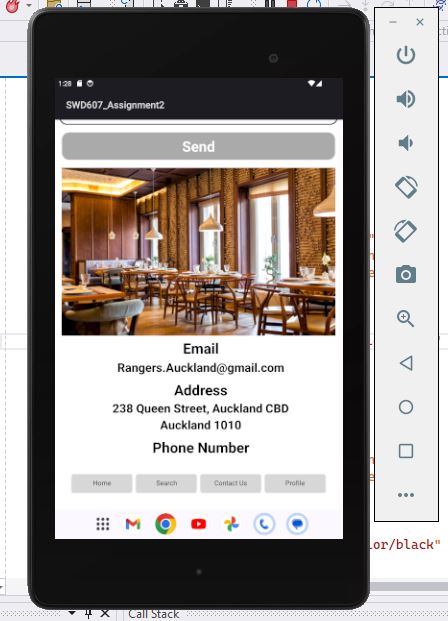 1:28
SWD607_Assignment2
Send
Email
Rangers.Auckland@gmail.com
Address
238 Queen Street, Auckland CBD
Auckland 1010
Phone Number
Home
Search
Contact Us
Profile
lor/black"
Call Stack